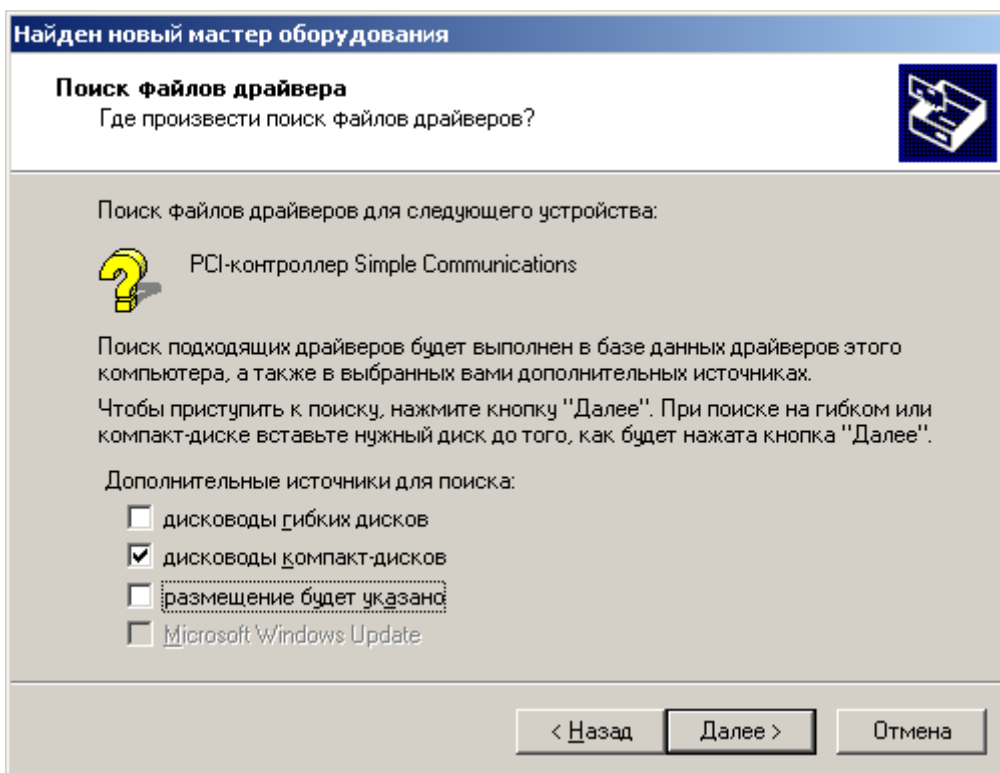 Найден новый мастер оборудования
Поиск файлов драйвера
Где произвести поиск файлов драйверов?
Поиск файлов драйверов для следующего устройства:
PCI-контроллер Simple Communications
Поиск подходящих драйверов будет выполнен в базе данных драйверов этого
компьютера, а также в выбранных вами дополнительных источниках.
Чтобы приступить к поиску, нажмите кнопку "Далее". При поиске на гибком или
компакт-диске вставьте нужный диск до того, как будет нажата кнопка "Далее".
Дополнительные источники для поиска:
дисководы гибких дисков
дисководы компакт-дисков
размещение будет указано
Microsoft Windows Update
< Назад Далее > Отмена